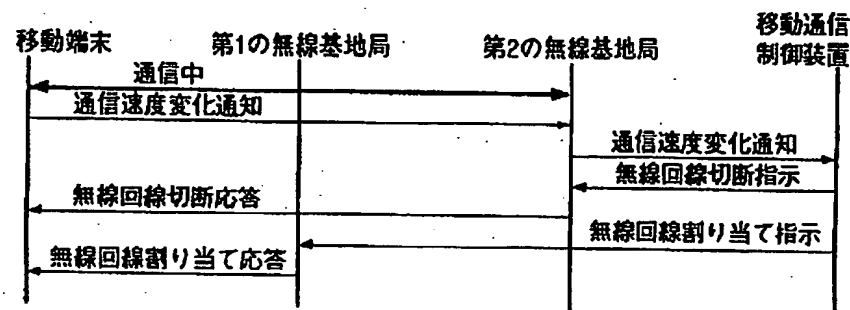 移動端末
第1の無線基地局
第2の無線基地局
移動通信
制御装置
通信中
通信速度変化通知
通信速度変化通知
無線回線切断指示
無線回線切断応答
無線回線割り当て指示
無線回線割り当て応答